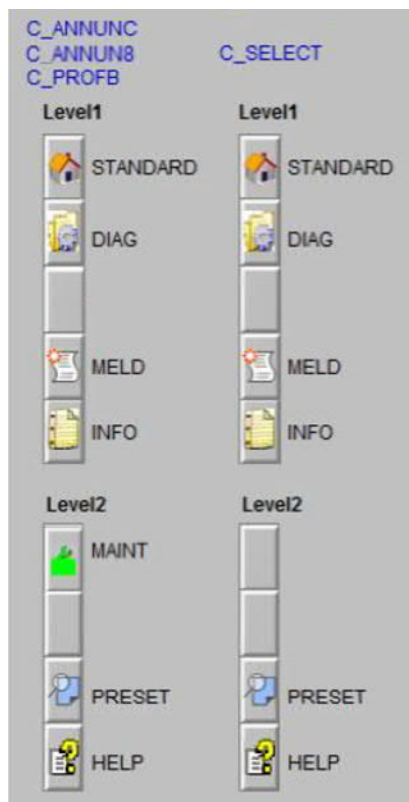 C_ANNUNC
C_ANNUN8 C_SELECT
C_PROFB
Level1 Level1
STANDARD STANDARD
DIAG DIAG
MELD MELD
INFO INFO
Level2 Level2
MAINT
PRESET PRESET
HELP HELP